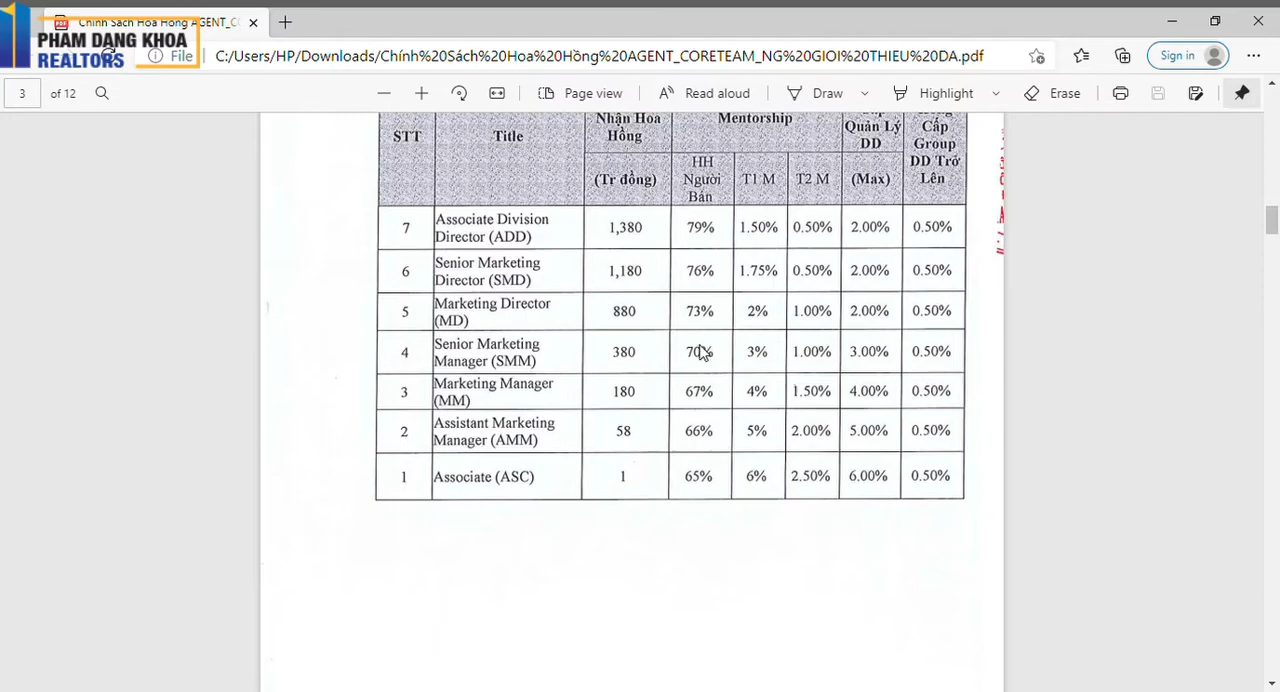 Chính Sách Hoa Hồng AGENT_CO
PHAM DANG KHOA
REALTORS
File
C:/Users/HP/Downloads/Chính%20Sách%20Hoa%20Hồng%20AGENT_CORETEAM_NG%20GIOI%20THIEU%20DA.pdf
Sign in
3 of 12
Page view
Read aloud
Draw
Highlight
Erase
STT Title Nhận Hoa Hồng Mentorship Quản Lý DD Cấp Group DD Trở Lên
(Tr đồng) HH Người Bán T1 M T2 M (Max)
7 Associate Division Director (ADD) 1,380 79% 1.50% 0.50% 2.00% 0.50%
6 Senior Marketing Director (SMD) 1,180 76% 1.75% 0.50% 2.00% 0.50%
5 Marketing Director (MD) 880 73% 2% 1.00% 2.00% 0.50%
4 Senior Marketing Manager (SMM) 380 70% 3% 1.00% 3.00% 0.50%
3 Marketing Manager (MM) 180 67% 4% 1.50% 4.00% 0.50%
2 Assistant Marketing Manager (AMM) 58 66% 5% 2.00% 5.00% 0.50%
1 Associate (ASC) 1 65% 6% 2.50% 6.00% 0.50%